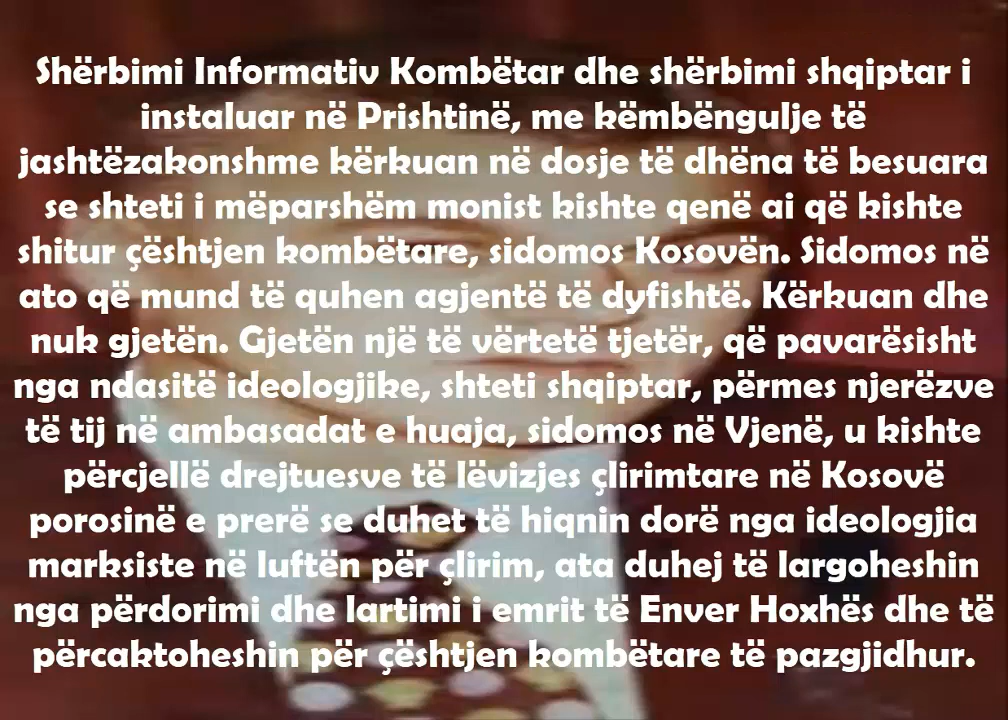 Shërbimi Informativ Kombëtar dhe shërbimi shqiptar i
instaluar në Prishtinë, me këmbëngulje të
jashtëzakonshme kërkuan në dosje të dhëna të besuara
se shteti i mëparshëm monist kishte qenë ai që kishte
shitur çështjen kombëtare, sidomos Kosovën. Sidomos në
ato që mund të quhen agjentë të dyfishtë. Kërkuan dhe
nuk gjetën. Gjetën një të vërtetë tjetër, që pavarësisht
nga ndasitë ideologjike, shteti shqiptar, përmes njerëzve
të tij në ambasadat e huaja, sidomos në Vjenë, u kishte
përcjellë drejtuesve të lëvizjes çlirimtare në Kosovë
porosinë e prerë se duhet të hiqnin dorë nga ideologjia
marksiste në luftën për çlirim, ata duhej të largoheshin
nga përdorimi dhe lartimi i emrit të Enver Hoxhës dhe të
përcaktoheshin për çështjen kombëtare të pazgjidhur.